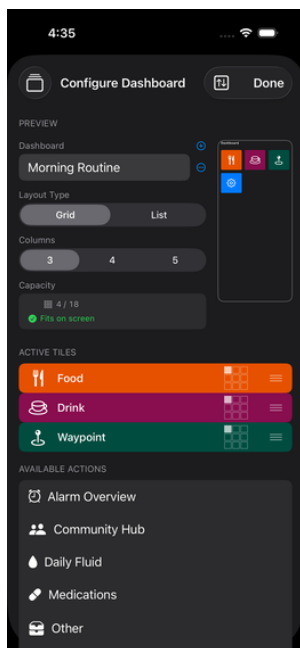 4:35
Configure Dashboard
Done
PREVIEW
Dashboard
Morning Routine
Layout Type
Grid
List
Columns
3
4
5
Capacity
4 / 18
Fits on screen
Dashboard
ACTIVE TILES
Food
Drink
Waypoint
AVAILABLE ACTIONS
Alarm Overview
Community Hub
Daily Fluid
Medications
Other